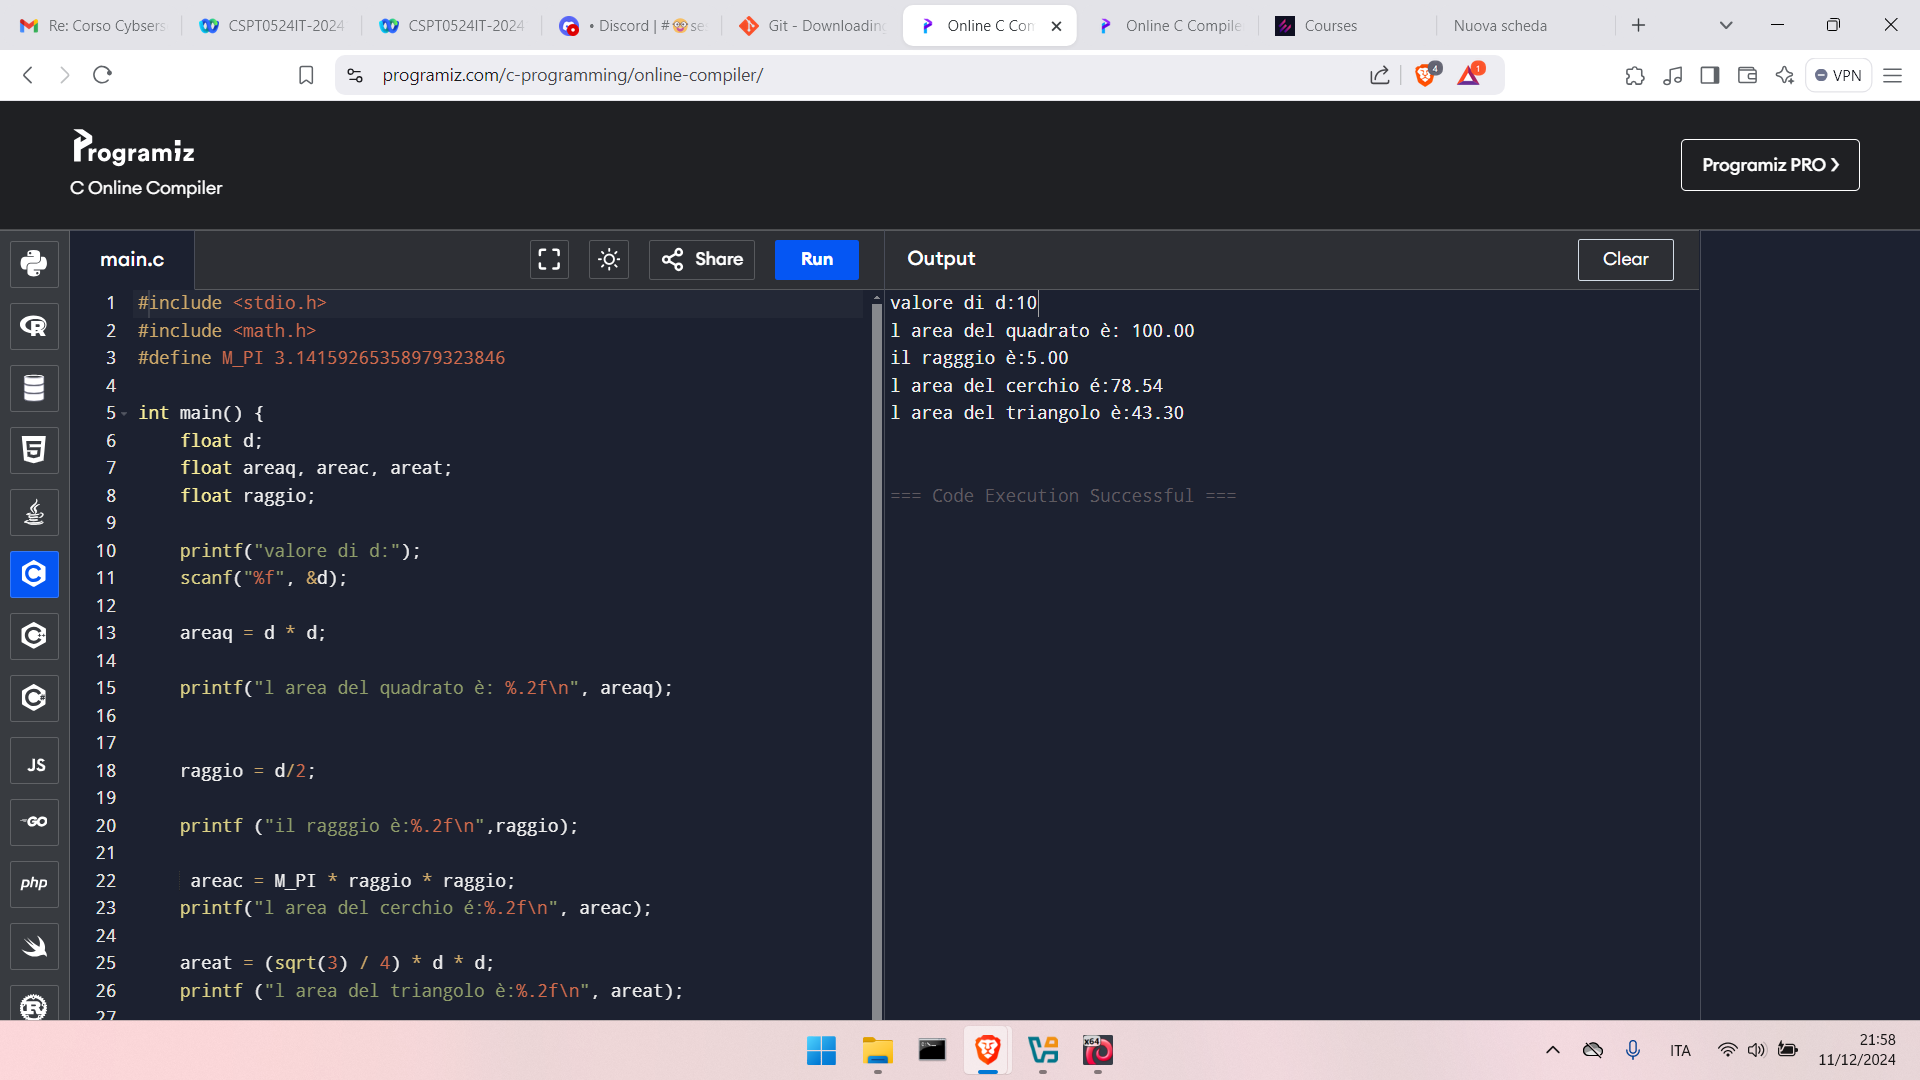 Re: Corso Cybsers
CSPT0524IT-2024
CSPT0524IT-2024
• Discord | #🤓se
Git - Downloading
Online C Con
Online C Compile
Courses
Nuova scheda
programiz.com/c-programming/online-compiler/
4
1
VPN
Programiz
C Online Compiler
Programiz PRO ❯
main.c
Share
Run
Output
Clear
1 #include <stdio.h>
2 #include <math.h>
3 #define M_PI 3.14159265358979323846
4
5 int main() {
6 float d;
7 float areaq, areac, areat;
8 float raggio;
9
10 printf("valore di d:");
11 scanf("%f", &d);
12
13 areaq = d * d;
14
15 printf("l area del quadrato è: %.2f\n", areaq);
16
17
18 raggio = d/2;
19
20 printf ("il ragggio è:%.2f\n",raggio);
21
22 areac = M_PI * raggio * raggio;
23 printf("l area del cerchio é:%.2f\n", areac);
24
25 areat = (sqrt(3) / 4) * d * d;
26 printf ("l area del triangolo è:%.2f\n", areat);
27
valore di d:10
l area del quadrato è: 100.00
il ragggio è:5.00
l area del cerchio é:78.54
l area del triangolo è:43.30
=== Code Execution Successful ===
JS
GO
php
x64
ITA
21:58
11/12/2024